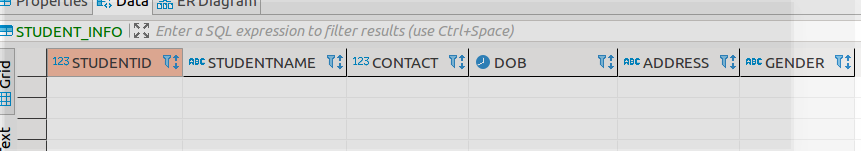 Properties Data ER Diagram
STUDENT_INFO Enter a SQL expression to filter results (use Ctrl+Space)
123 STUDENTID ABC STUDENTNAME 123 CONTACT DOB ABC ADDRESS ABC GENDER
Grid
Text